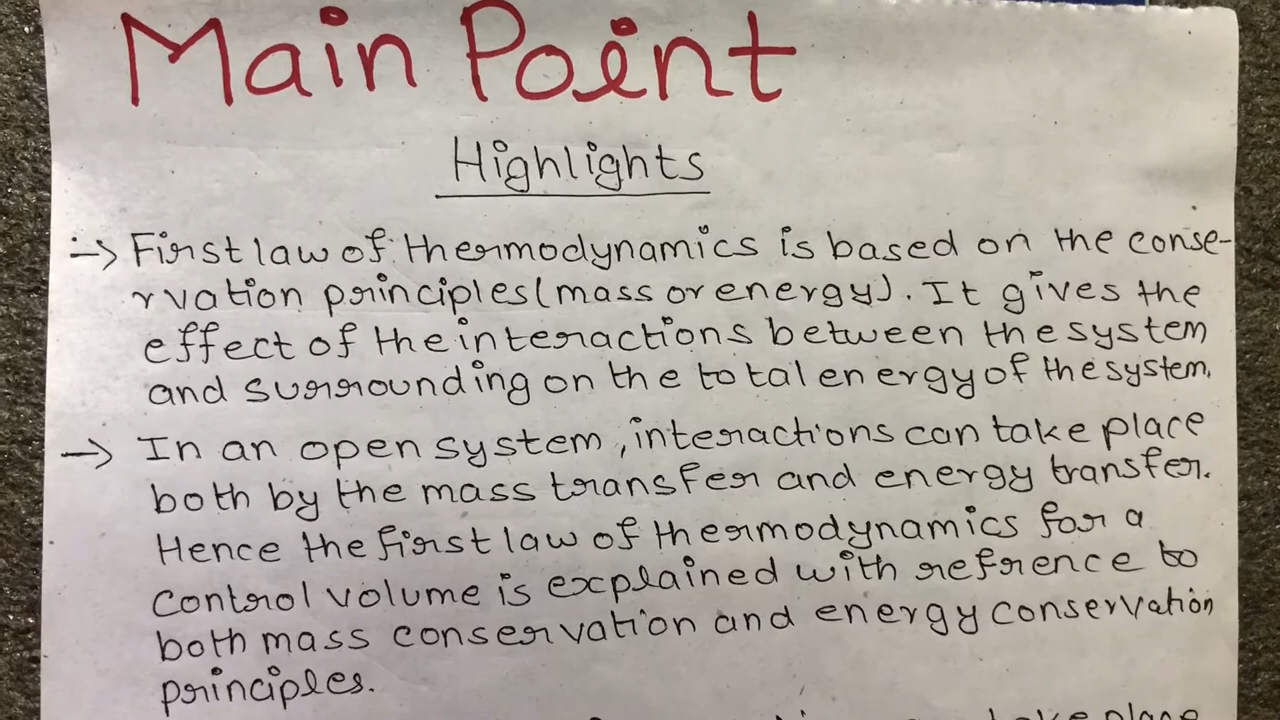 Main Point
Highlights
→ First law of thermodynamics is based on the conse-
rvation principles (mass or energy). It gives the
effect of the interactions between the system
and surrounding on the total energy of the system.
→ In an open system, interactions can take place
both by the mass transfer and energy transfer.
Hence the first law of thermodynamics for a
control volume is excplained with refrence to
both mass conservation and energy conservation
principles.
take place